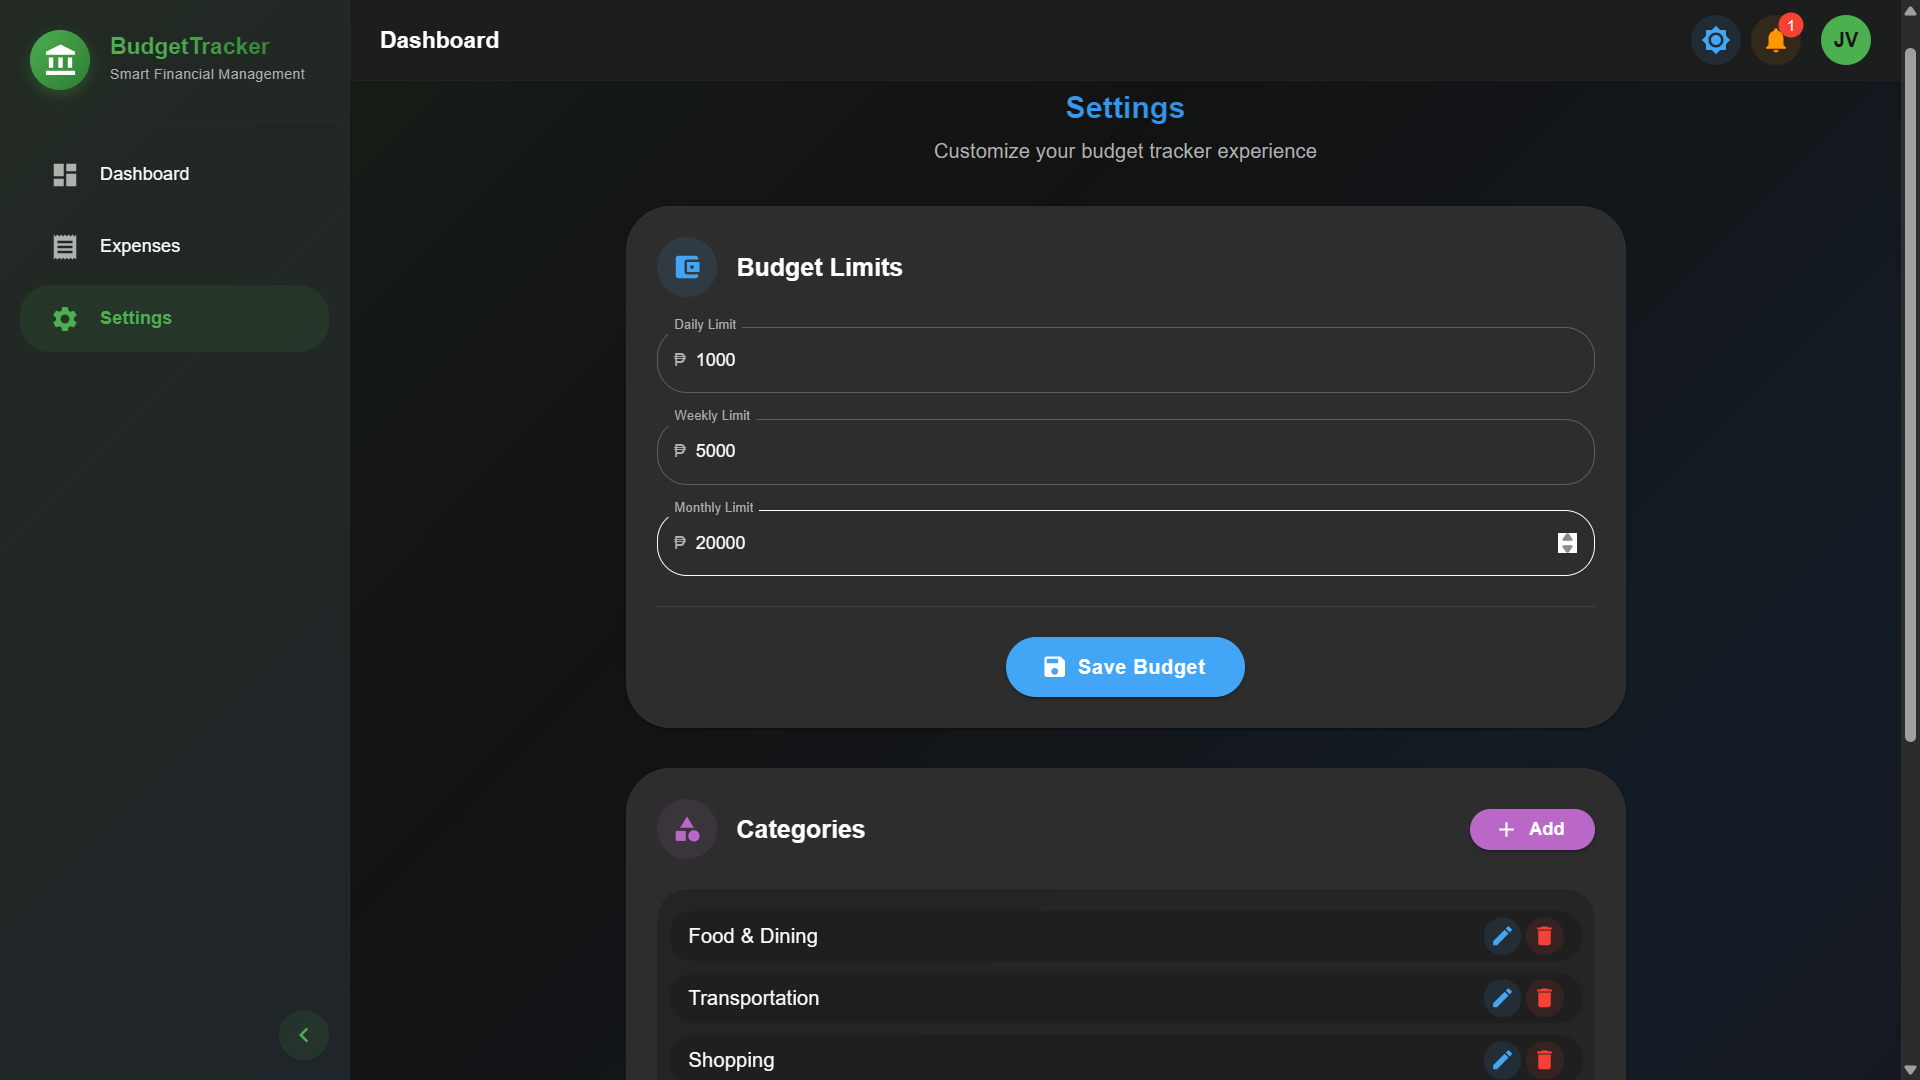 BudgetTracker
Smart Financial Management
Dashboard
Expenses
Settings
Dashboard
1
JV
Settings
Customize your budget tracker experience
Budget Limits
Daily Limit
₱ 1000
Weekly Limit
₱ 5000
Monthly Limit
₱ 20000
Save Budget
Categories
+ Add
Food & Dining
Transportation
Shopping